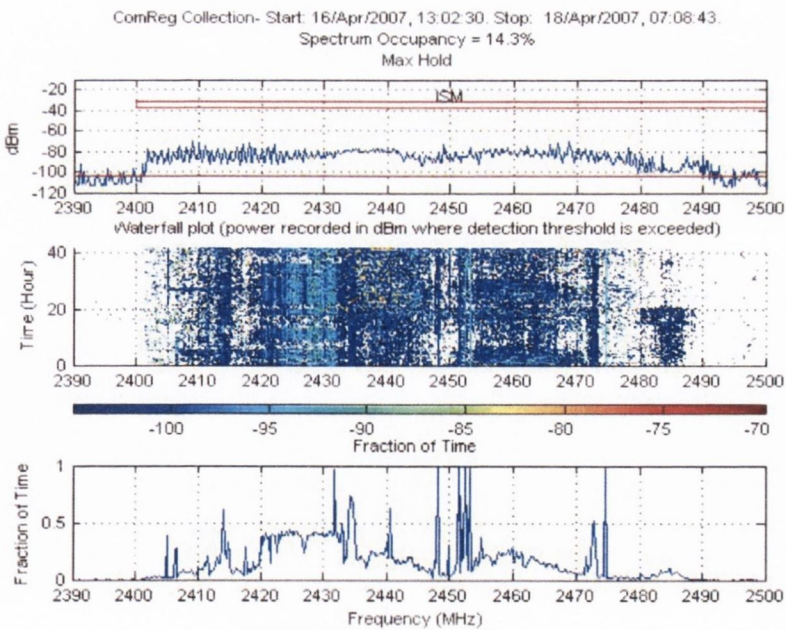 ComReg Collection- Start: 16/Apr/2007, 13:02:30. Stop: 18/Apr/2007, 07:08:43.
Spectrum Occupancy = 14.3%
Max Hold
-20
-40
-60
-80
-100
-120
dBm
ISM
2390 2400 2410 2420 2430 2440 2450 2460 2470 2480 2490 2500
Waterfall plot (power recorded in dBm where detection threshold is exceeded)
40
20
0
Time (Hour)
2390 2400 2410 2420 2430 2440 2450 2460 2470 2480 2490 2500
-100 -95 -90 -85 -80 -75 -70
Fraction of Time
1
0.5
0
Fraction of Time
2390 2400 2410 2420 2430 2440 2450 2460 2470 2480 2490 2500
Frequency (MHz)